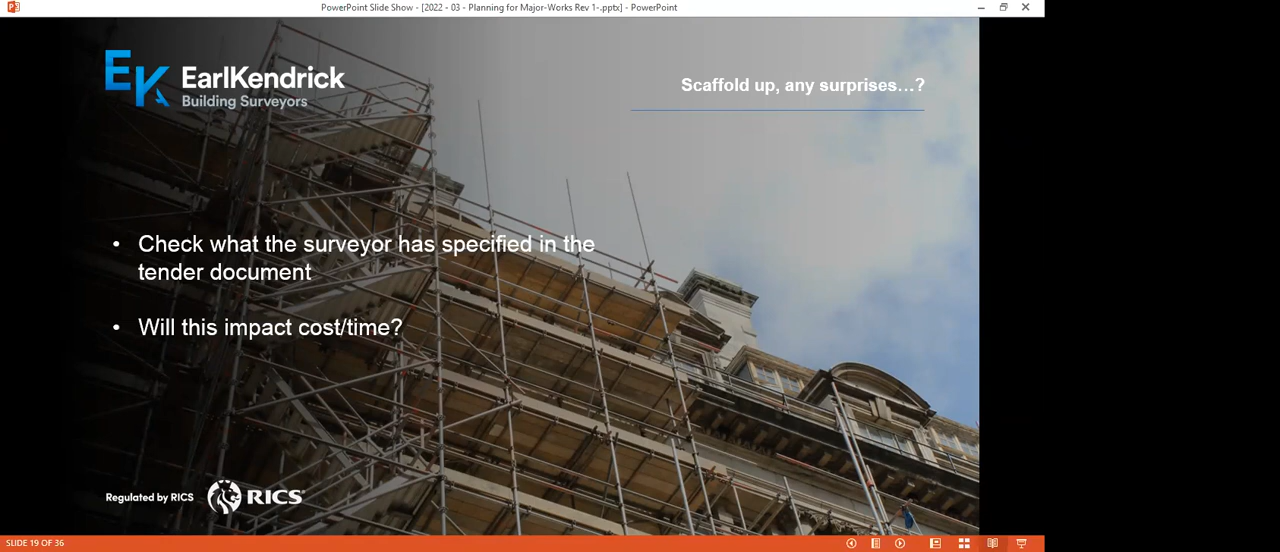 PowerPoint Slide Show - [2022 - 03 - Planning for Major-Works Rev 1-.pptx] - PowerPoint
EK EarlKendrick
Building Surveyors
Scaffold up, any surprises...?
• Check what the surveyor has specified in the
tender document
• Will this impact cost/time?
Regulated by RICS RICS
SLIDE 19 OF 36